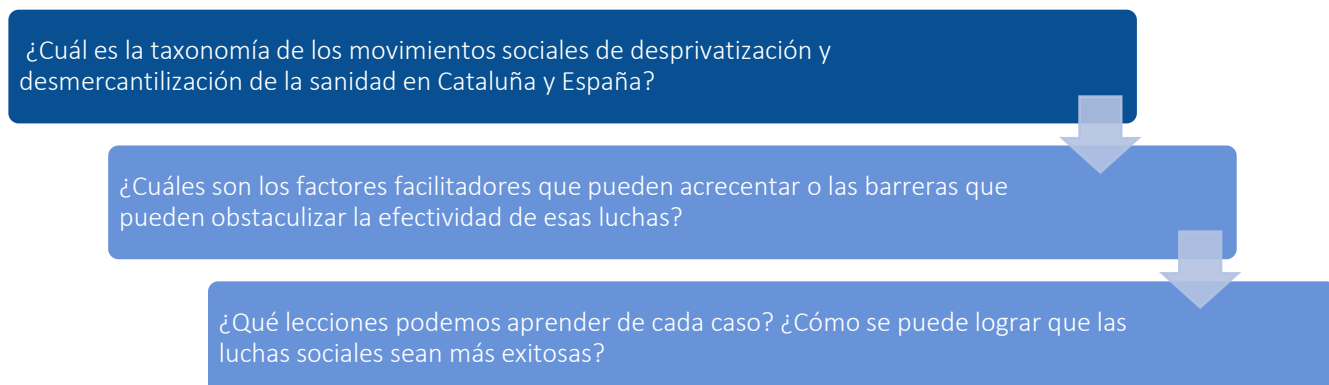 ¿Cuál es la taxonomía de los movimientos sociales de desprivatización y
desmercantilización de la sanidad en Cataluña y España?
¿Cuáles son los factores facilitadores que pueden acrecentar o las barreras que
pueden obstaculizar la efectividad de esas luchas?
¿Qué lecciones podemos aprender de cada caso? ¿Cómo se puede lograr que las
luchas sociales sean más exitosas?